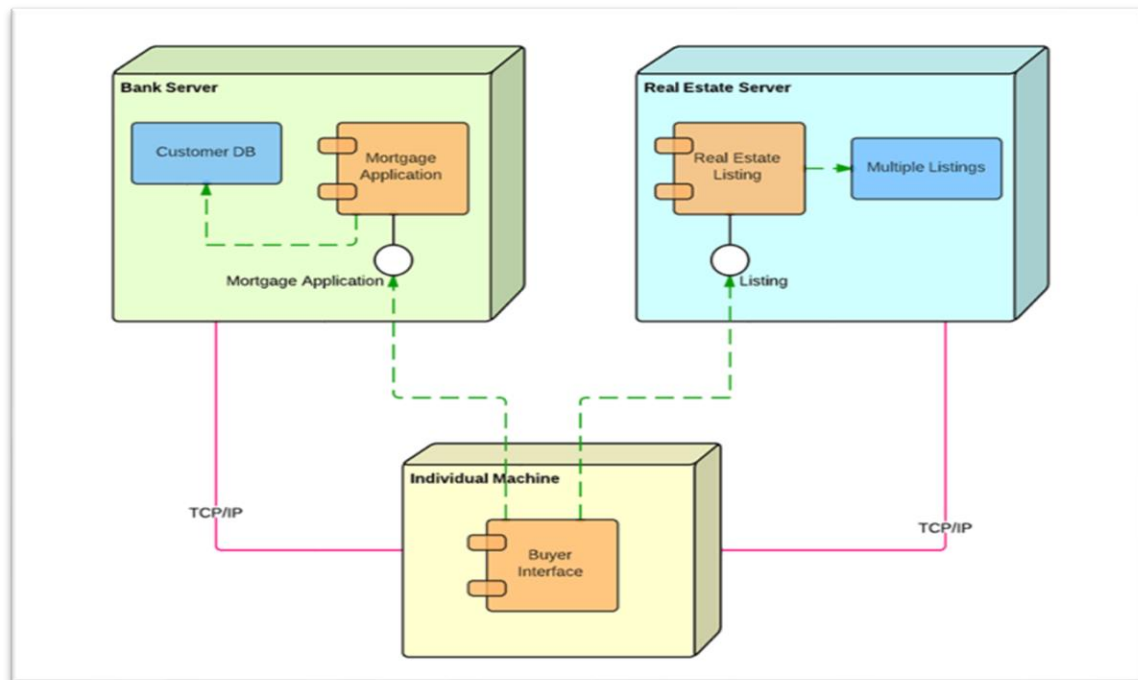 Bank Server
Customer DB
Mortgage
Application
Mortgage Application
Real Estate Server
Real Estate
Listing
Multiple Listings
Listing
Individual Machine
Buyer
Interface
TCP/IP
TCP/IP